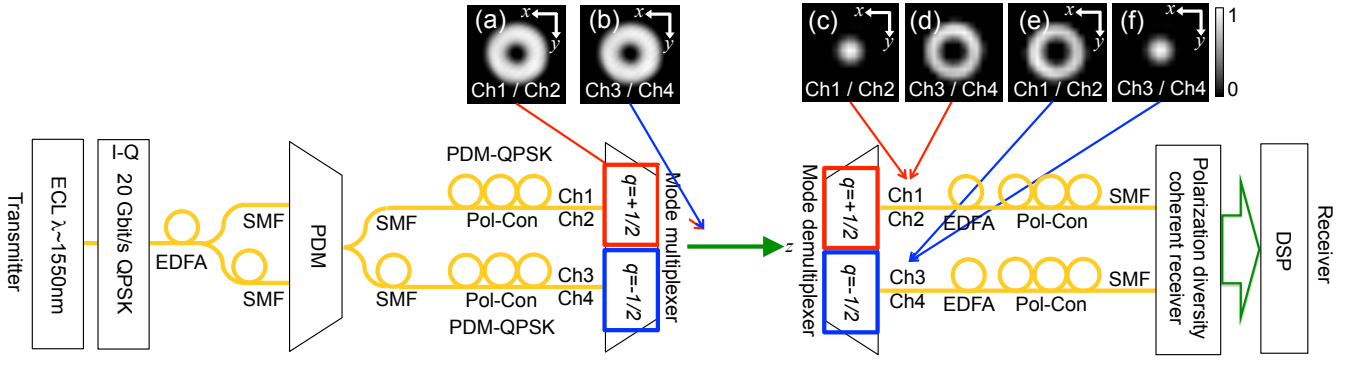 (a)
x
y
Ch1 / Ch2
(b)
x
y
Ch3 / Ch4
(c)
x
y
Ch1 / Ch2
(d)
x
y
Ch3 / Ch4
(e)
x
y
Ch1 / Ch2
(f)
x
y
Ch3 / Ch4
1
0
Transmitter
ECL λ~1550nm
I-Q
20 Gbit/s QPSK
EDFA
SMF
SMF
PDM
SMF
SMF
PDM-QPSK
Pol-Con
Ch1
Ch2
Pol-Con
PDM-QPSK
Ch3
Ch4
q=+1/2
q=-1/2
Mode multiplexer
z
Mode demultiplexer
q=+1/2
q=-1/2
Ch1
Ch2
EDFA
Pol-Con
SMF
Ch3
Ch4
EDFA
Pol-Con
SMF
Polarization diversity
coherent receiver
DSP
Receiver